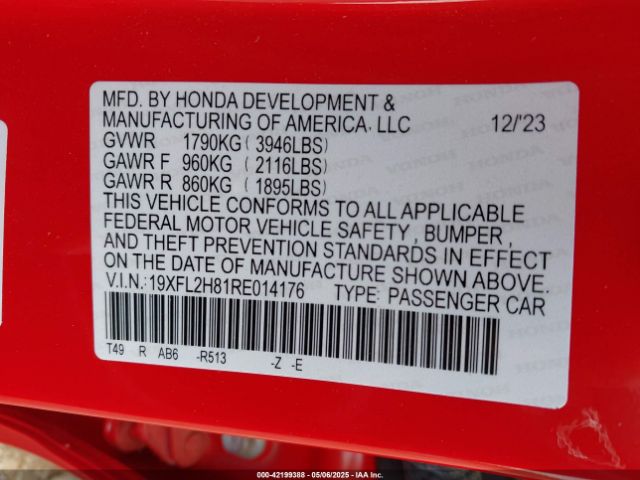 MFD. BY HONDA DEVELOPMENT &
MANUFACTURING OF AMERICA, LLC 12/'23
GVWR 1790KG ( 3946LBS)
GAWR F 960KG ( 2116LBS)
GAWR R 860KG ( 1895LBS)
THIS VEHICLE CONFORMS TO ALL APPLICABLE
FEDERAL MOTOR VEHICLE SAFETY, BUMPER,
AND THEFT PREVENTION STANDARDS IN EFFECT
ON THE DATE OF MANUFACTURE SHOWN ABOVE.
V.I.N.:19XFL2H81RE014176 TYPE: PASSENGER CAR
T49 R AB6 -R513 -Z -E
000-42199388 - 05/06/2025 - IAA Inc.